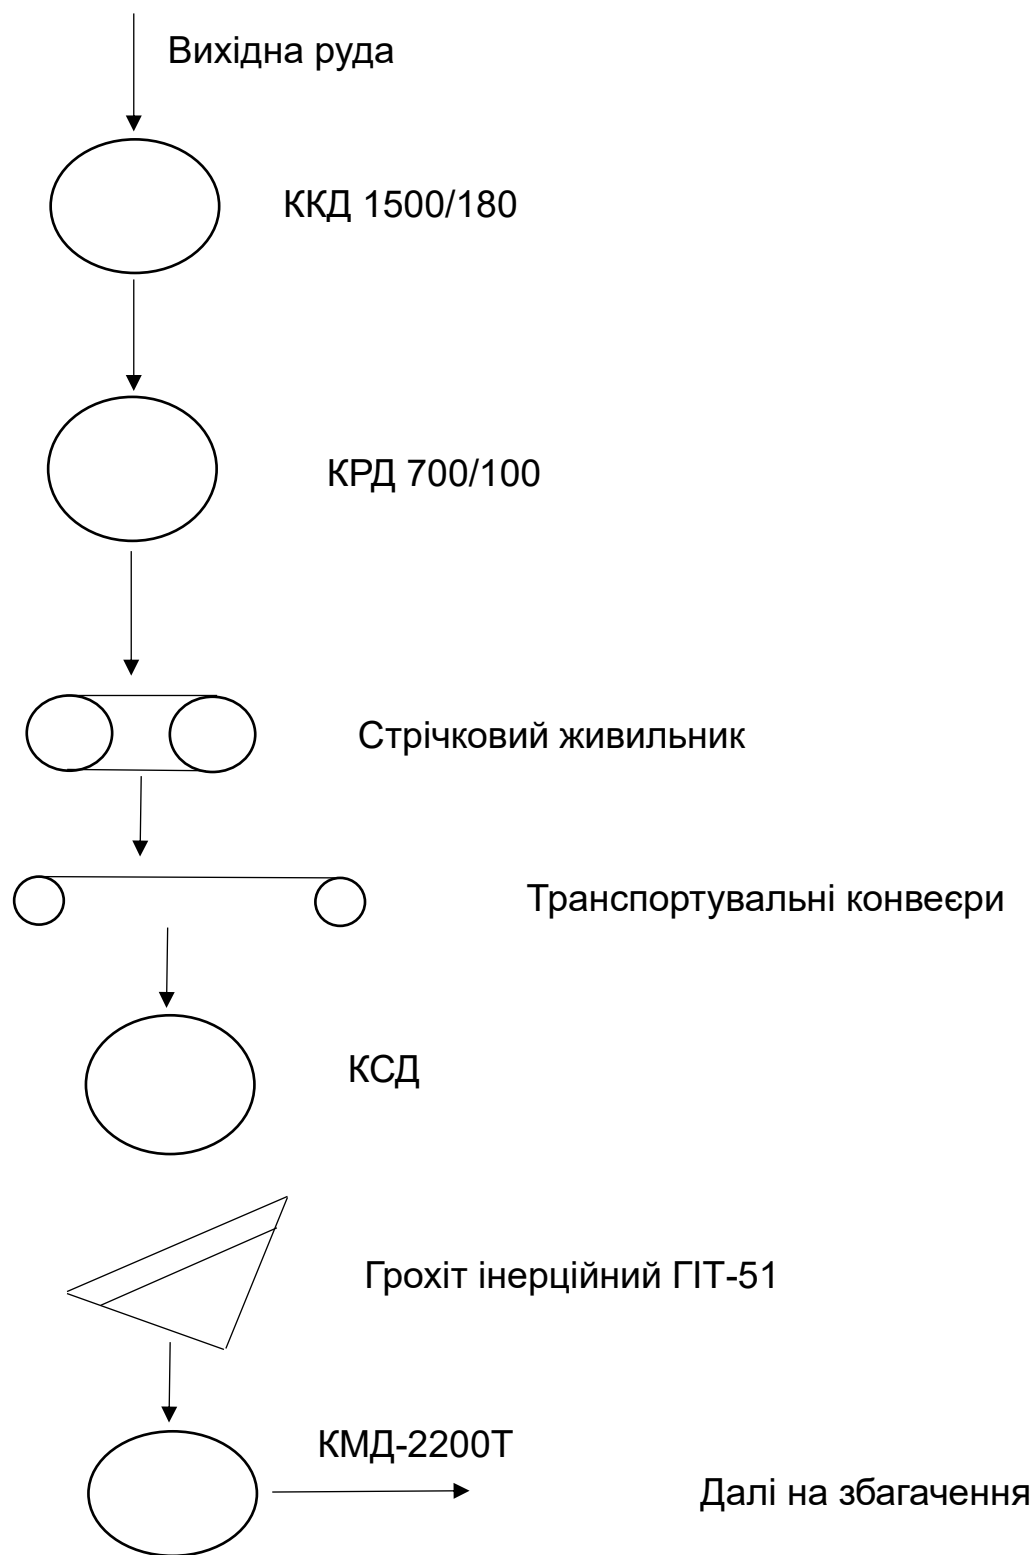 Вихідна руда
ККД 1500/180
КРД 700/100
Стрічковий живильник
Транспортувальні конвеєри
КСД
Грохіт інерційний ГІТ-51
КМД-2200Т
Далі на збагачення